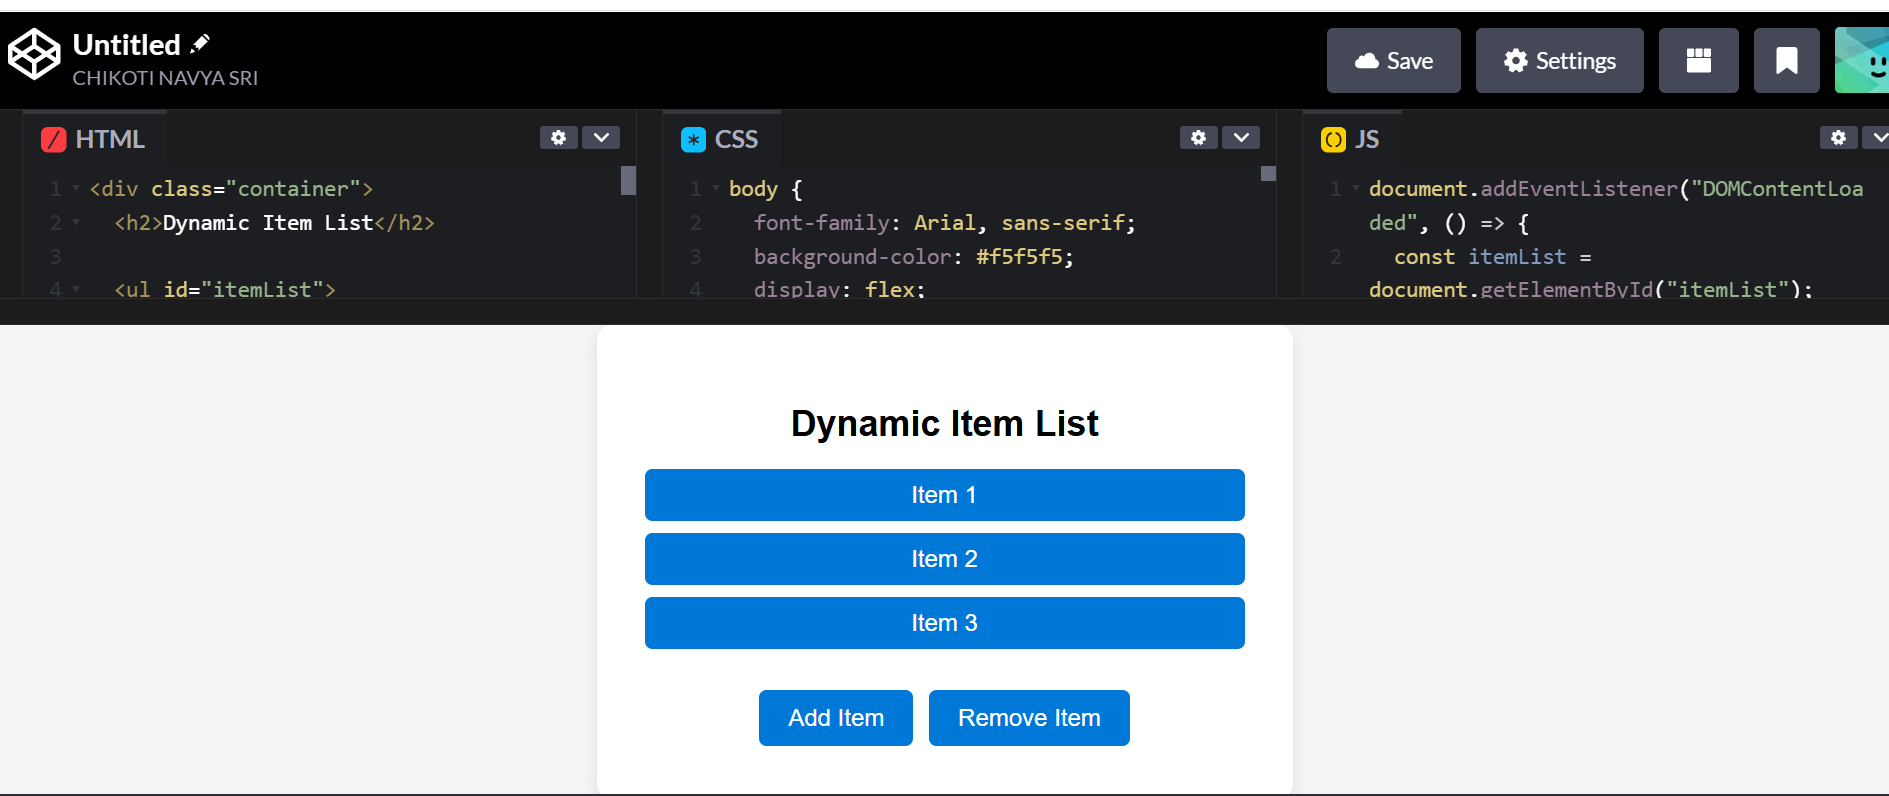 Untitled
CHIKOTI NAVYA SRI
Save
Settings
HTML
1 <div class="container">
2 <h2>Dynamic Item List</h2>
3
4 <ul id="itemList">
CSS
1 body {
2 font-family: Arial, sans-serif;
3 background-color: #f5f5f5;
4 display: flex;
JS
1 document.addEventListener("DOMContentLoa
ded", () => {
2 const itemList =
document.getElementById("itemList");
Dynamic Item List
Item 1
Item 2
Item 3
Add Item
Remove Item